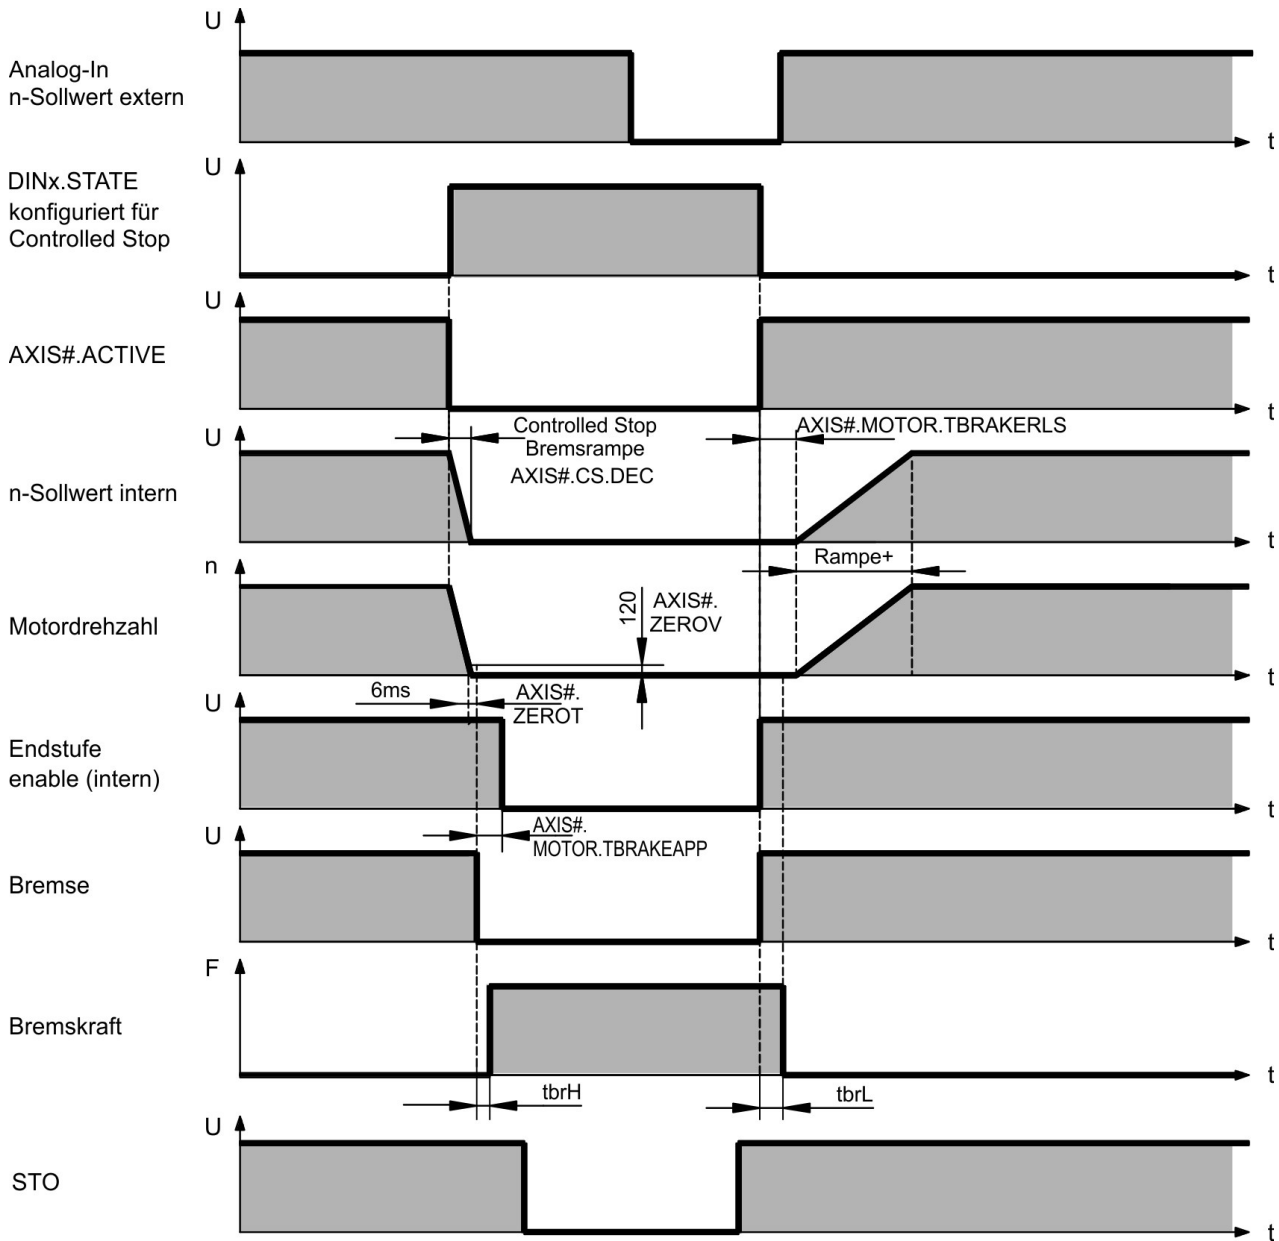 U
Analog-In
n-Sollwert extern
t
U
DINx.STATE
konfiguriert für
Controlled Stop
t
U
AXIS#.ACTIVE
t
Controlled Stop
Bremsrampe
AXIS#.CS.DEC
AXIS#.MOTOR.TBRAKERLS
U
n-Sollwert intern
t
Rampe+
n
Motordrehzahl
120
AXIS#.
ZEROV
t
6ms
AXIS#.
ZEROT
U
Endstufe
enable (intern)
t
AXIS#.
MOTOR.TBRAKEAPP
U
Bremse
t
F
Bremskraft
t
tbrH
tbrL
U
STO
t